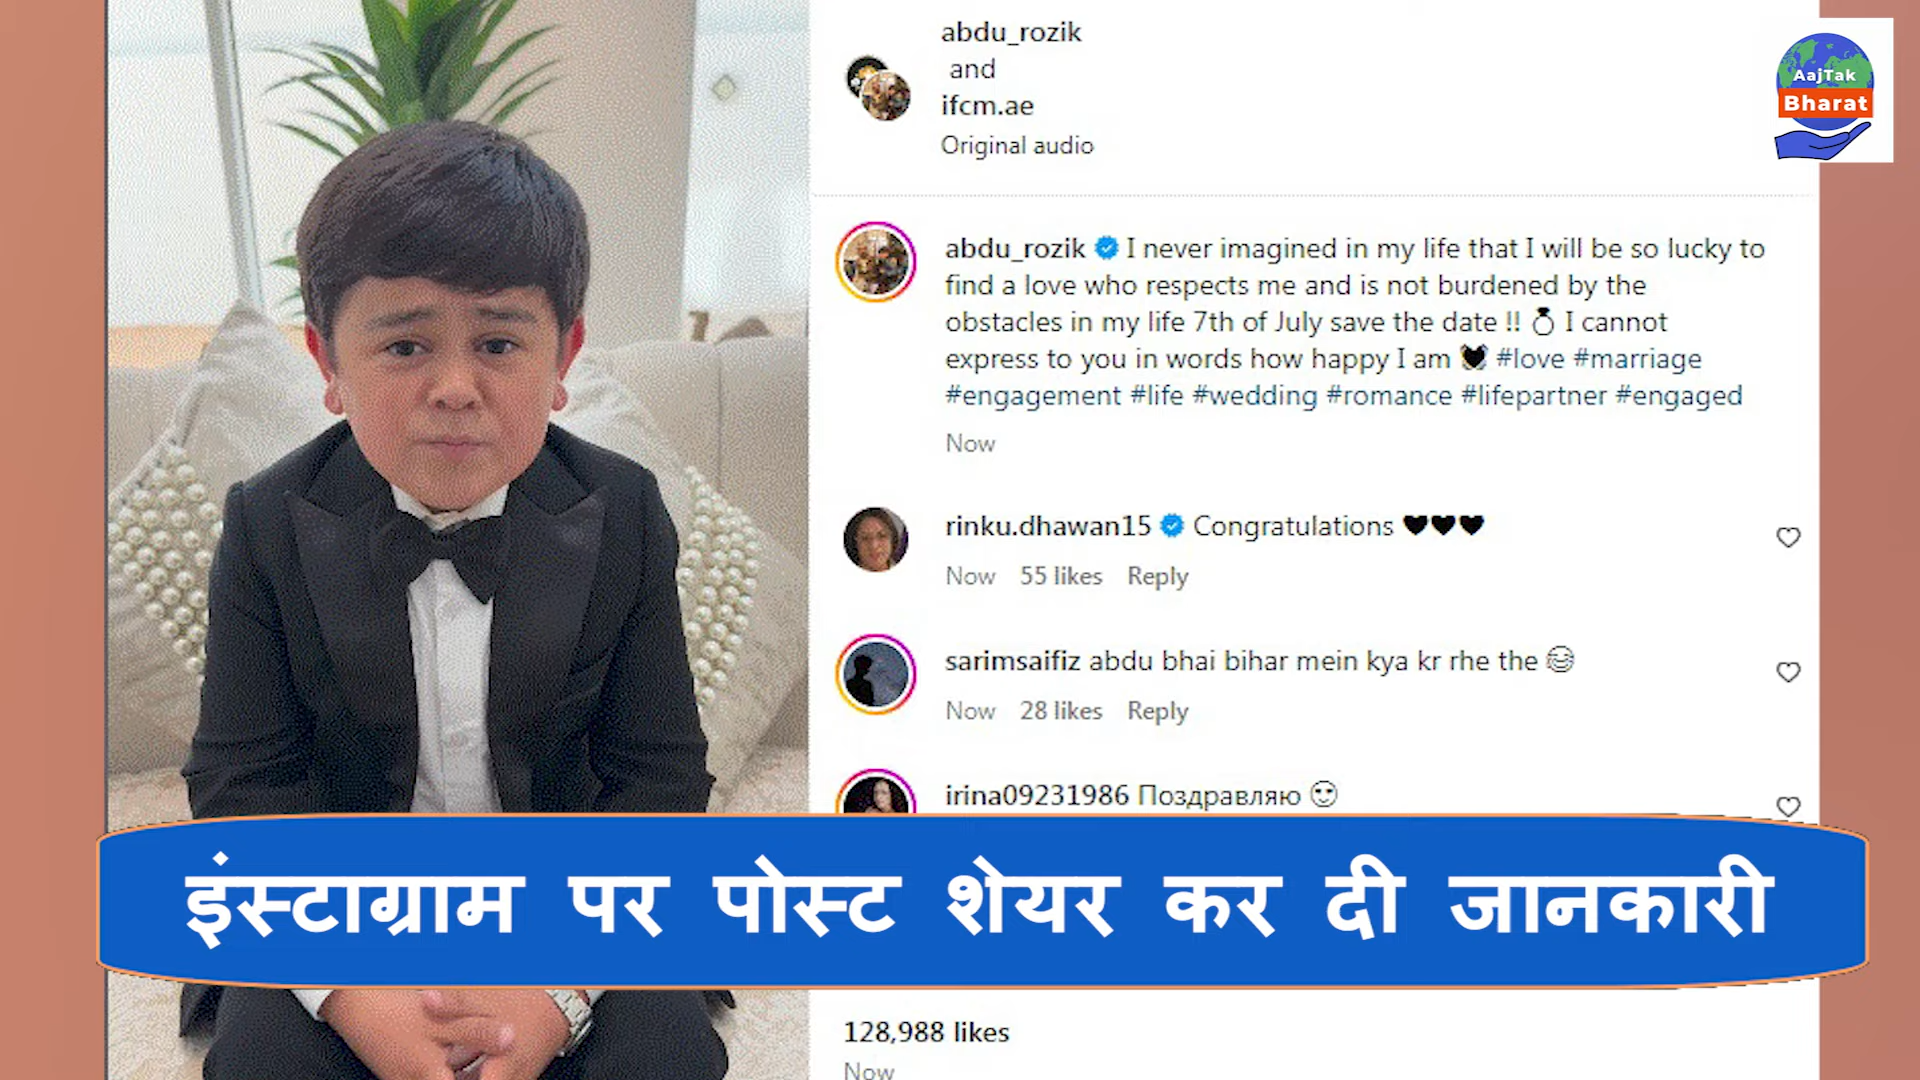 abdu_rozik
and
ifcm.ae
Original audio
AajTak
Bharat
abdu_rozik I never imagined in my life that I will be so lucky to
find a love who respects me and is not burdened by the
obstacles in my life 7th of July save the date !! 💍 I cannot
express to you in words how happy I am 💓 #love #marriage
#engagement #life #wedding #romance #lifepartner #engaged
Now
rinku.dhawan15 Congratulations ♥♥♥
Now 55 likes Reply
sarimsaifiz abdu bhai bihar mein kya kr rhe the 😂
Now 28 likes Reply
irina09231986 Поздравляю 😍
इंस्टाग्राम पर पोस्ट शेयर कर दी जानकारी
128,988 likes
Now